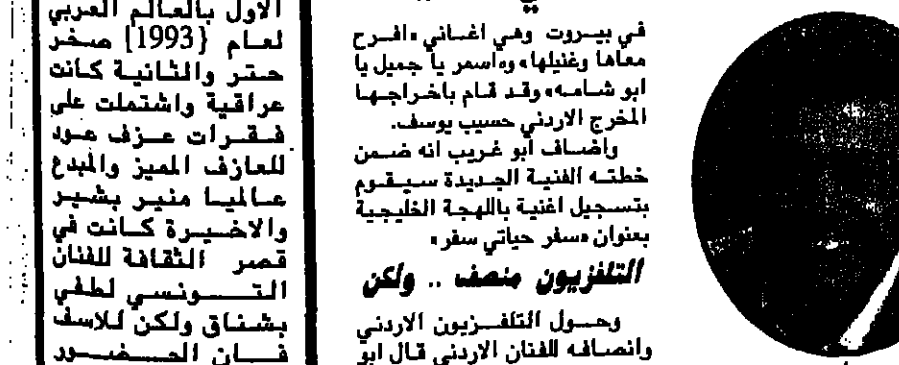 في بيروت وهي اغاني «افرح
معاها وغنيلها» و«اسمر يا جميل يا
ابو شامه» وقد قام باخراجها
المخرج الاردني حسيب يوسف.
واضاف ابو غريب انه ضمن
خطته الفنية الجديدة سيقوم
بتسجيل اغنية باللهجة الخليجية
بعنوان «سفر حياتي سفر»
التلفزيون منصف .. ولكن
وحول التلفزيون الاردني
وانصافه للفنان الاردني قال ابو
الاول بالعالم العربي
لعام {1993} صخر
حتر والثانية كانت
عراقية واشتملت على
فقرات عزف عود
للعازف المميز والمبدع
عالميا منير بشير
والاخيرة كانت في
قصر الثقافة للفنان
التونسي لطفي
بشناق ولكن للاسف
فان الحضور